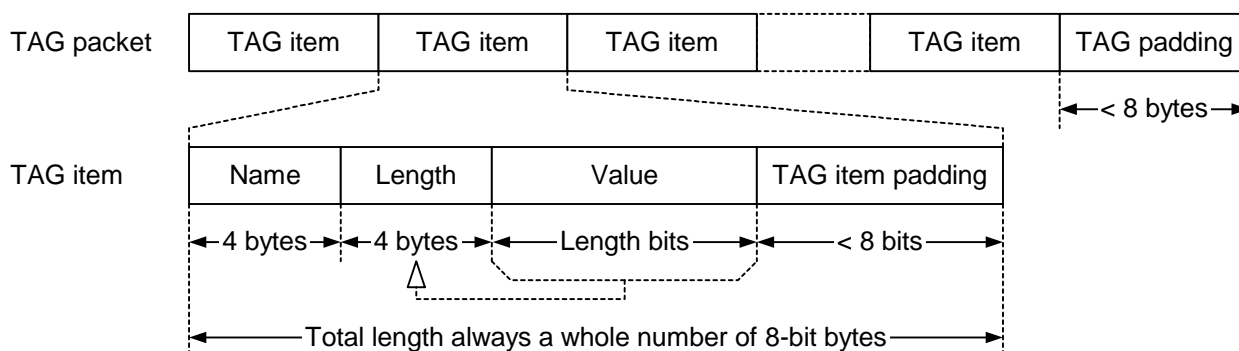 TAG packet TAG item TAG item TAG item TAG item TAG padding
< 8 bytes
TAG item Name Length Value TAG item padding
4 bytes 4 bytes Length bits < 8 bits
Total length always a whole number of 8-bit bytes